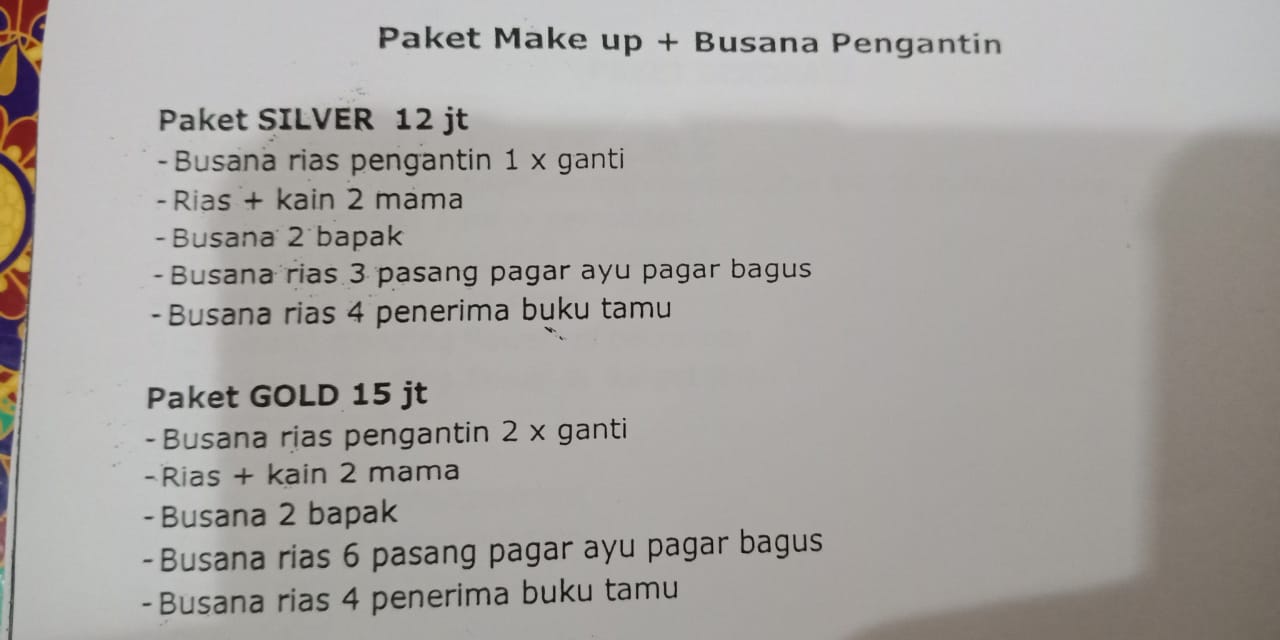 Paket Make up + Busana Pengantin
Paket SILVER 12 jt
- Busana rias pengantin 1 x ganti
- Rias + kain 2 mama
- Busana 2 bapak
- Busana rias 3 pasang pagar ayu pagar bagus
- Busana rias 4 penerima buku tamu
Paket GOLD 15 jt
- Busana rias pengantin 2 x ganti
- Rias + kain 2 mama
- Busana 2 bapak
- Busana rias 6 pasang pagar ayu pagar bagus
- Busana rias 4 penerima buku tamu